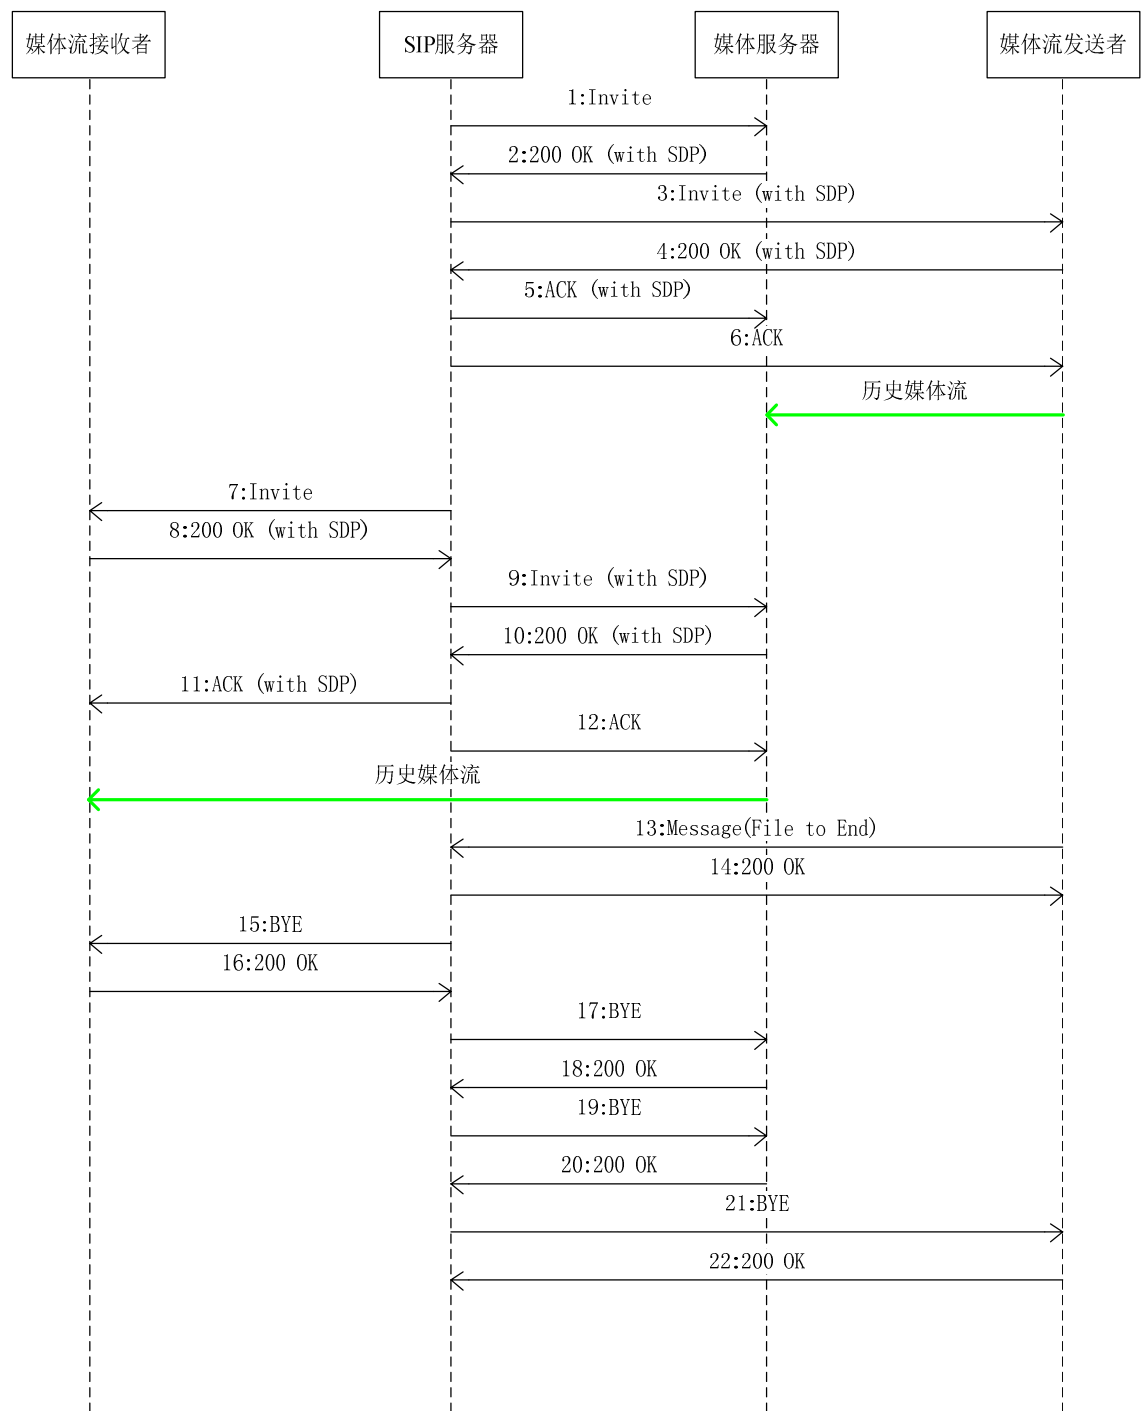 媒体流接收者
SIP服务器
媒体服务器
媒体流发送者
1:Invite
2:200 OK (with SDP)
3:Invite (with SDP)
4:200 OK (with SDP)
5:ACK (with SDP)
6:ACK
历史媒体流
7:Invite
8:200 OK (with SDP)
9:Invite (with SDP)
10:200 OK (with SDP)
11:ACK (with SDP)
12:ACK
历史媒体流
13:Message(File to End)
14:200 OK
15:BYE
16:200 OK
17:BYE
18:200 OK
19:BYE
20:200 OK
21:BYE
22:200 OK